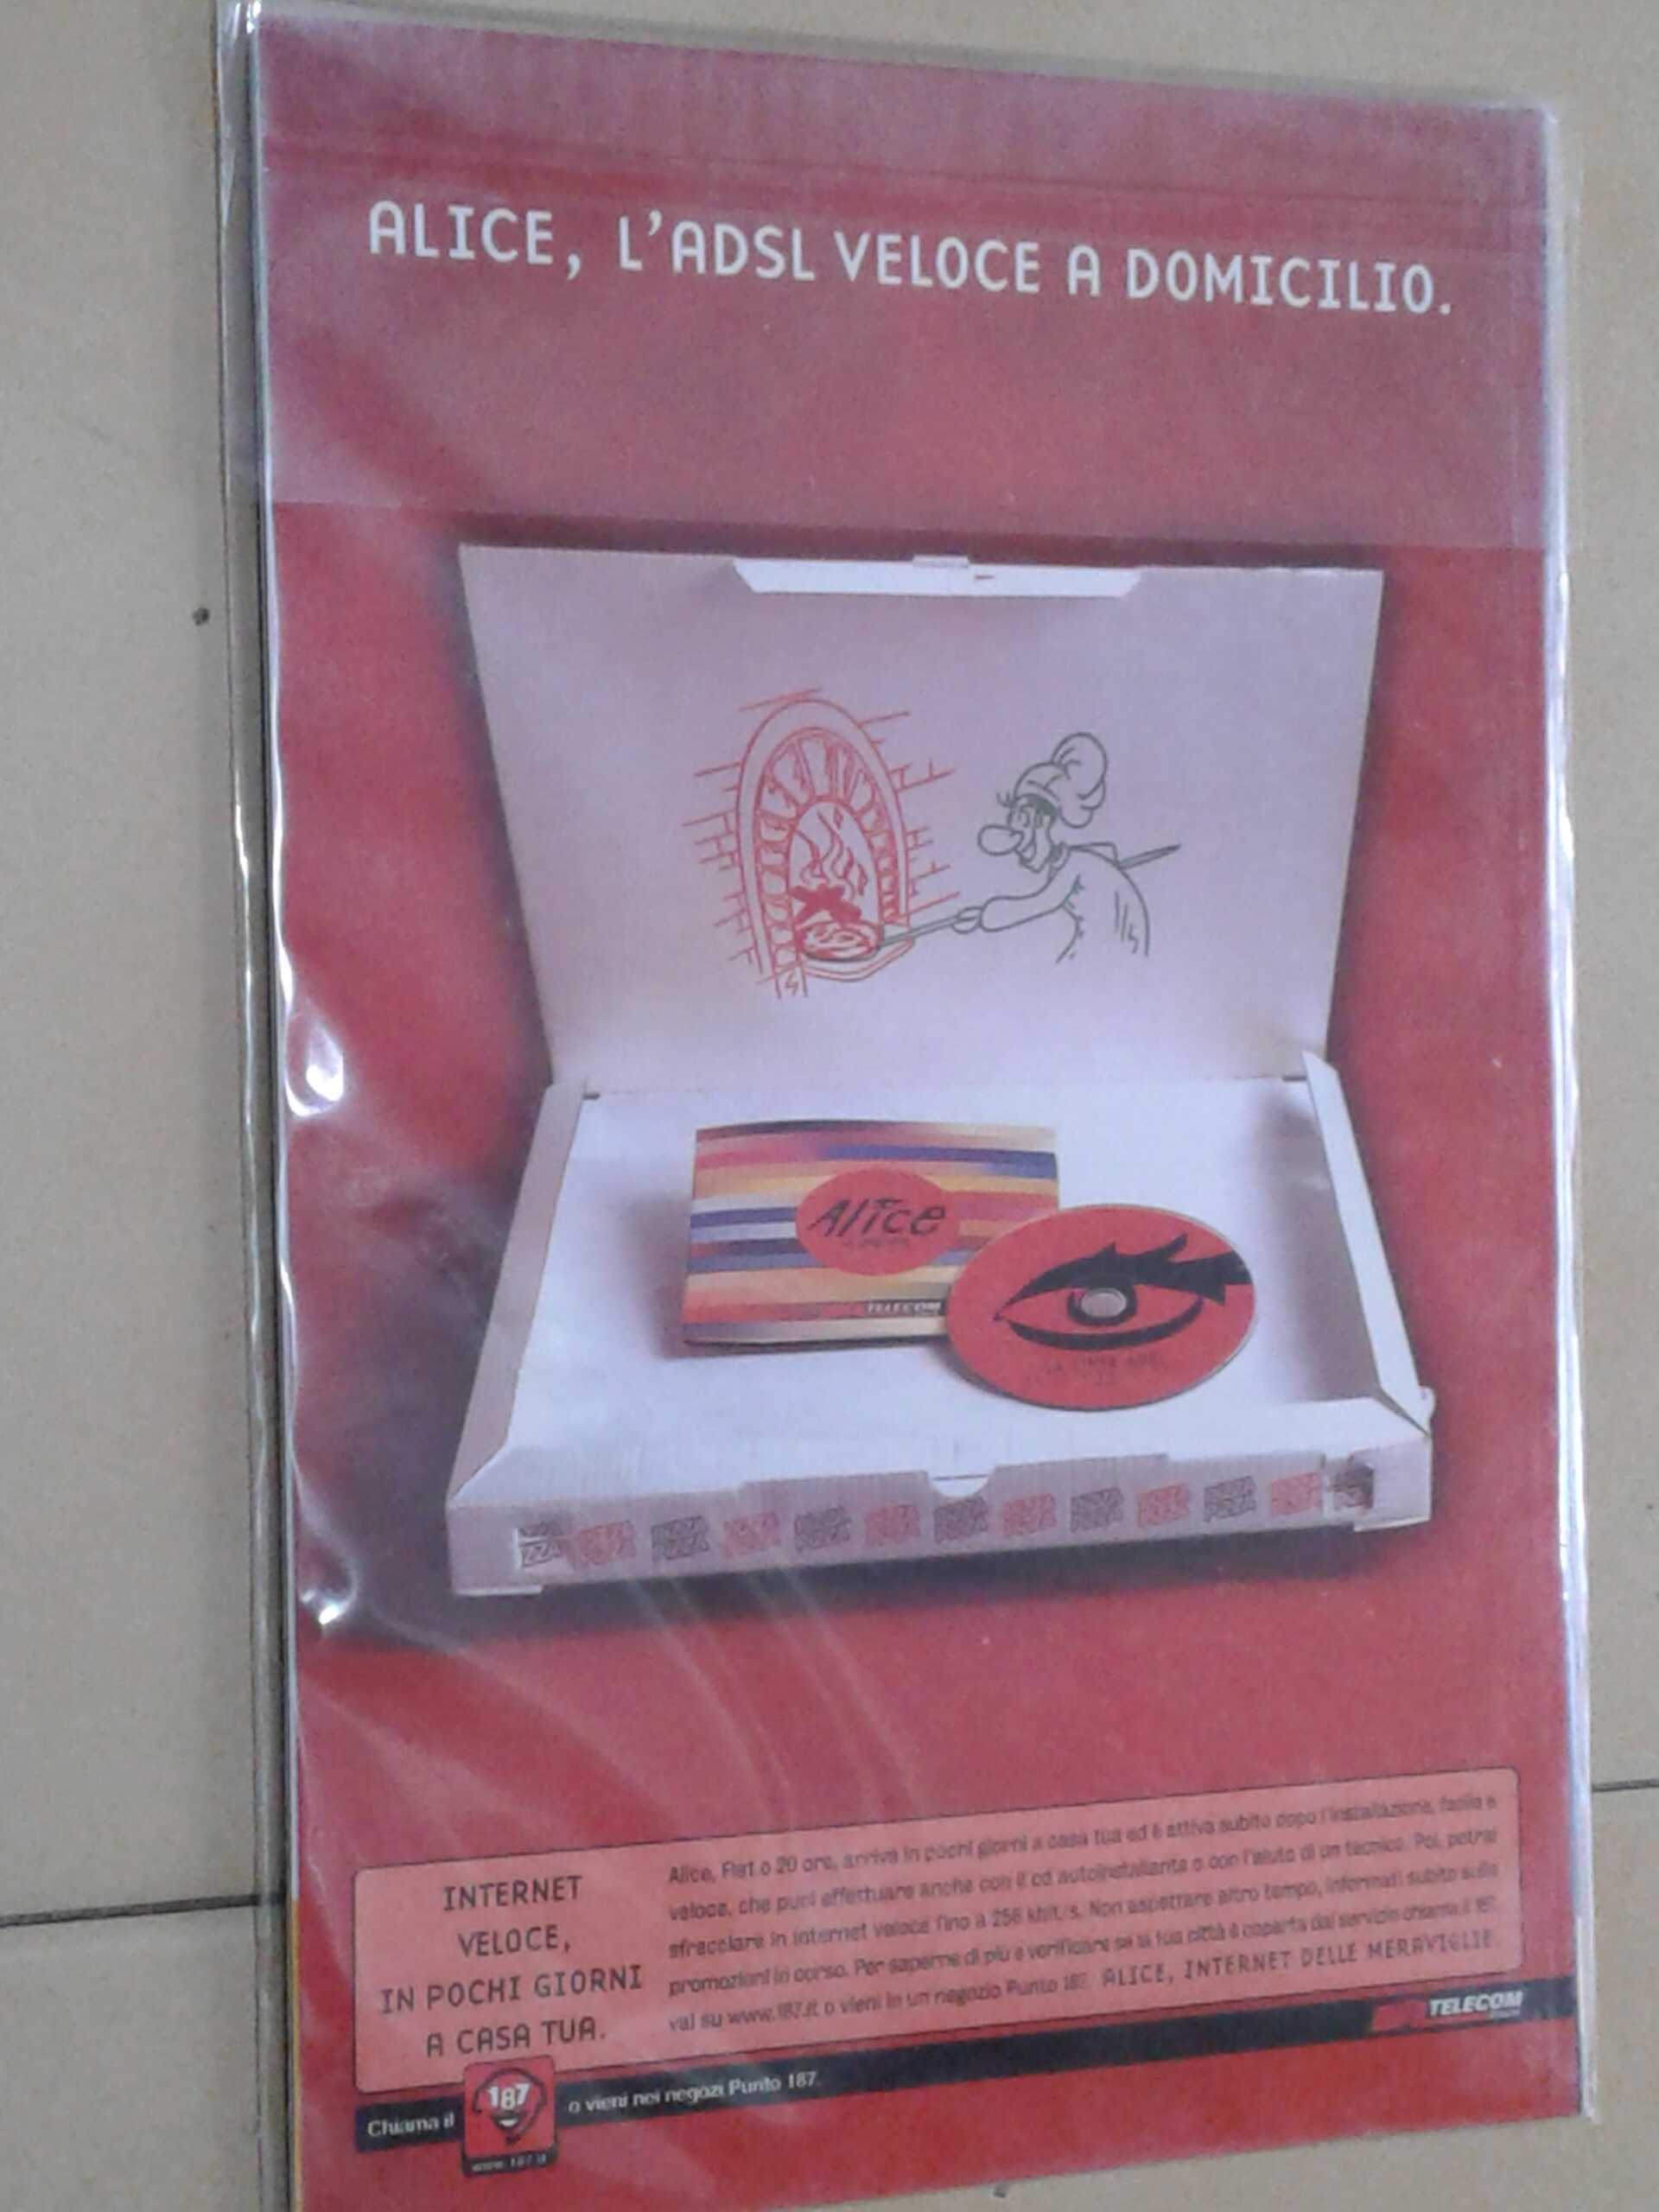 ALICE, L'ADSL VELOCE A DOMICILIO.
Alice
TELECOM
INTERNET
VELOCE,
IN POCHI GIORNI
A CASA TUA.
Alice, Flat o 20 ore, arriva in pochi giorni a casa tua ed è attiva subito dopo l'installazione, facile e
veloce, che puoi effettuare anche con il cd autoinstallante o con l'aiuto di un tecnico. Poi, potrai
sfrecciare in Internet veloce fino a 256 kbit/s. Non aspettare altro tempo, informati subito sulle
promozioni in corso. Per saperne di più e verificare se la tua città è coperta dal servizio chiama il 187,
vai su www.187.it o vieni in un negozio Punto 187. ALICE, INTERNET DELLE MERAVIGLIE.
TELECOM
Chiama il 187 o vieni nei negozi Punto 187.
www.187.it